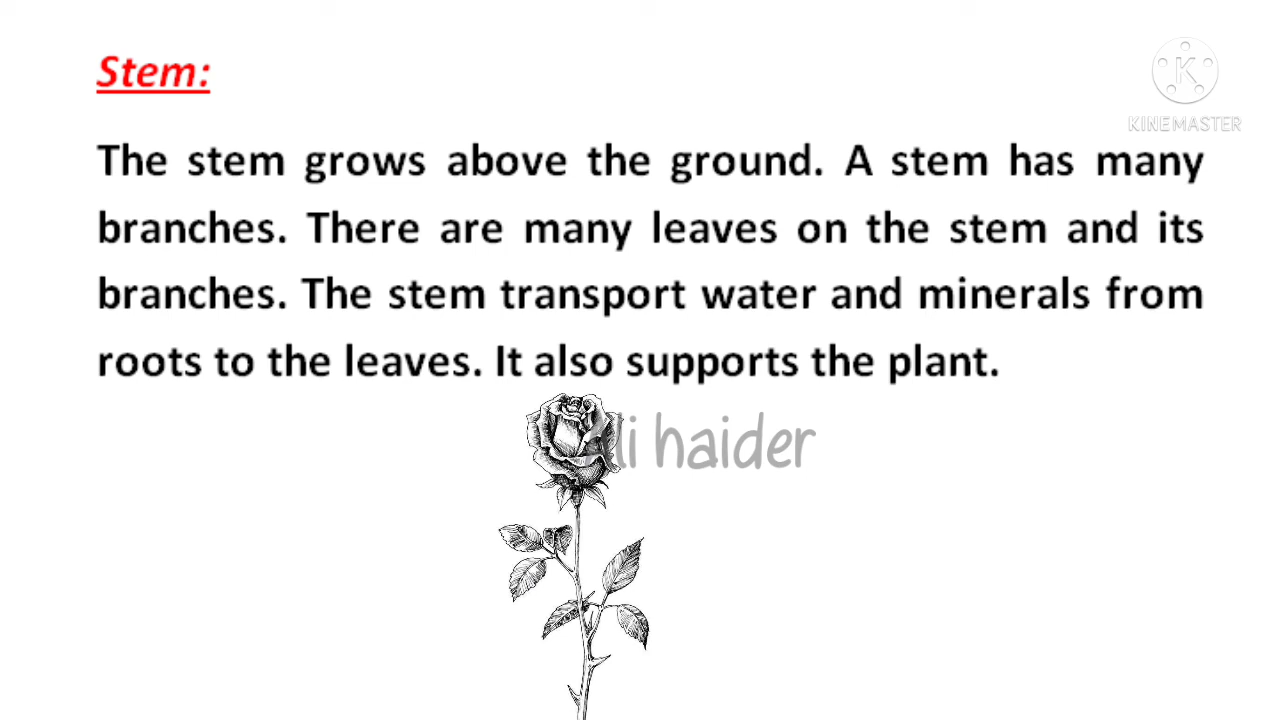 Stem:
KINEMASTER
The stem grows above the ground. A stem has many
branches. There are many leaves on the stem and its
branches. The stem transport water and minerals from
roots to the leaves. It also supports the plant.
Ali haider